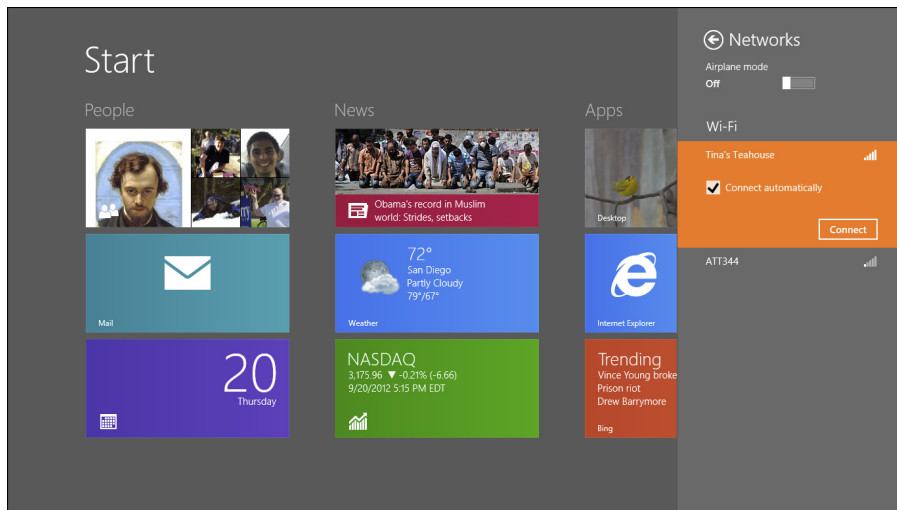 Start
People
News
Apps
Obama's record in Muslim
world: Strides, setbacks
Desktop
Mail
72°
San Diego
Partly Cloudy
79°/67°
Weather
Internet Explorer
20
Thursday
NASDAQ
3,175.96 ▼ -0.21% (-6.66)
9/20/2012 5:15 PM EDT
Trending
Vince Young broke
Prison riot
Drew Barrymore
Bing
Networks
Airplane mode
Off
Wi-Fi
Tina's Teahouse
Connect automatically
Connect
ATT344